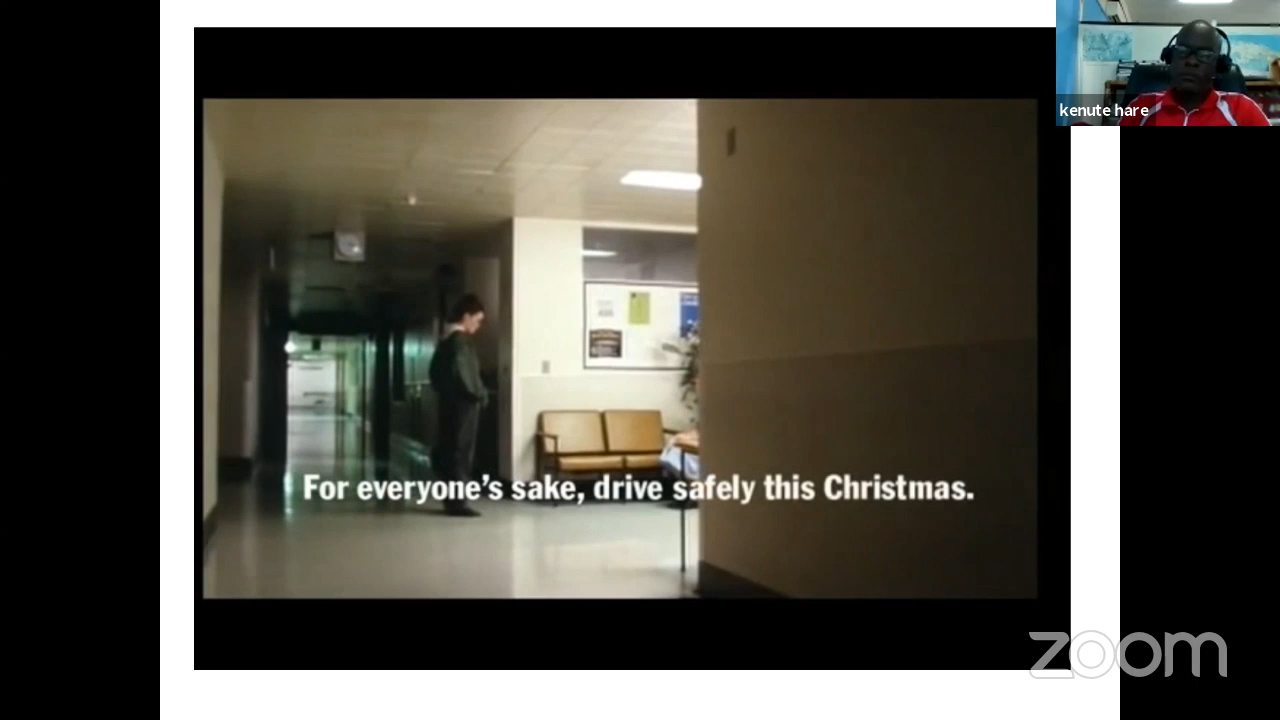 kenute hare
For everyone's sake, drive safely this Christmas.
zoom